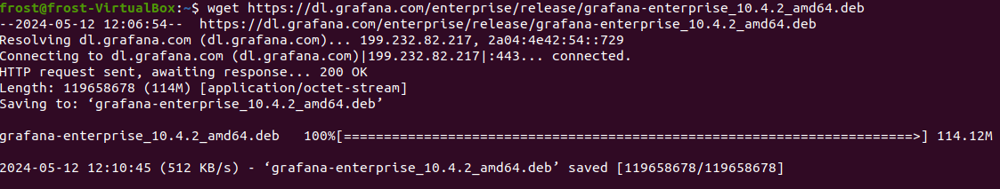 frost@frost-VirtualBox:~$ wget https://dl.grafana.com/enterprise/release/grafana-enterprise_10.4.2_amd64.deb
--2024-05-12 12:06:54--  https://dl.grafana.com/enterprise/release/grafana-enterprise_10.4.2_amd64.deb
Resolving dl.grafana.com (dl.grafana.com)... 199.232.82.217, 2a04:4e42:54::729
Connecting to dl.grafana.com (dl.grafana.com)|199.232.82.217|:443... connected.
HTTP request sent, awaiting response... 200 OK
Length: 119658678 (114M) [application/octet-stream]
Saving to: ‘grafana-enterprise_10.4.2_amd64.deb’
grafana-enterprise_10.4.2_amd64.deb   100%[=======================================================================>] 114.12M
2024-05-12 12:10:45 (512 KB/s) - ‘grafana-enterprise_10.4.2_amd64.deb’ saved [119658678/119658678]